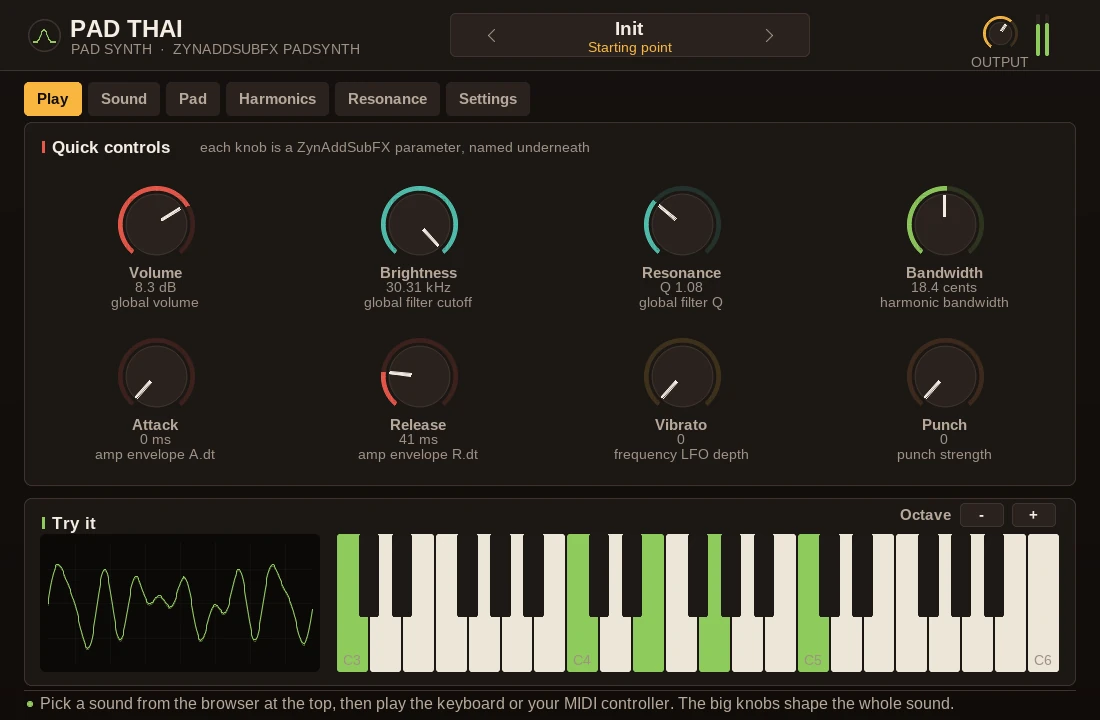 PAD THAI
PAD SYNTH · ZYNADDSUBFX PADSYNTH
Init
Starting point
OUTPUT
Play Sound Pad Harmonics Resonance Settings
Quick controls each knob is a ZynAddSubFX parameter, named underneath
Volume Brightness Resonance Bandwidth
8.3 dB 30.31 kHz Q 1.08 18.4 cents
global volume global filter cutoff global filter Q harmonic bandwidth
Attack Release Vibrato Punch
0 ms 41 ms 0 0
amp envelope A.dt amp envelope R.dt frequency LFO depth punch strength
Try it Octave - +
C3 C4 C5 C6
Pick a sound from the browser at the top, then play the keyboard or your MIDI controller. The big knobs shape the whole sound.